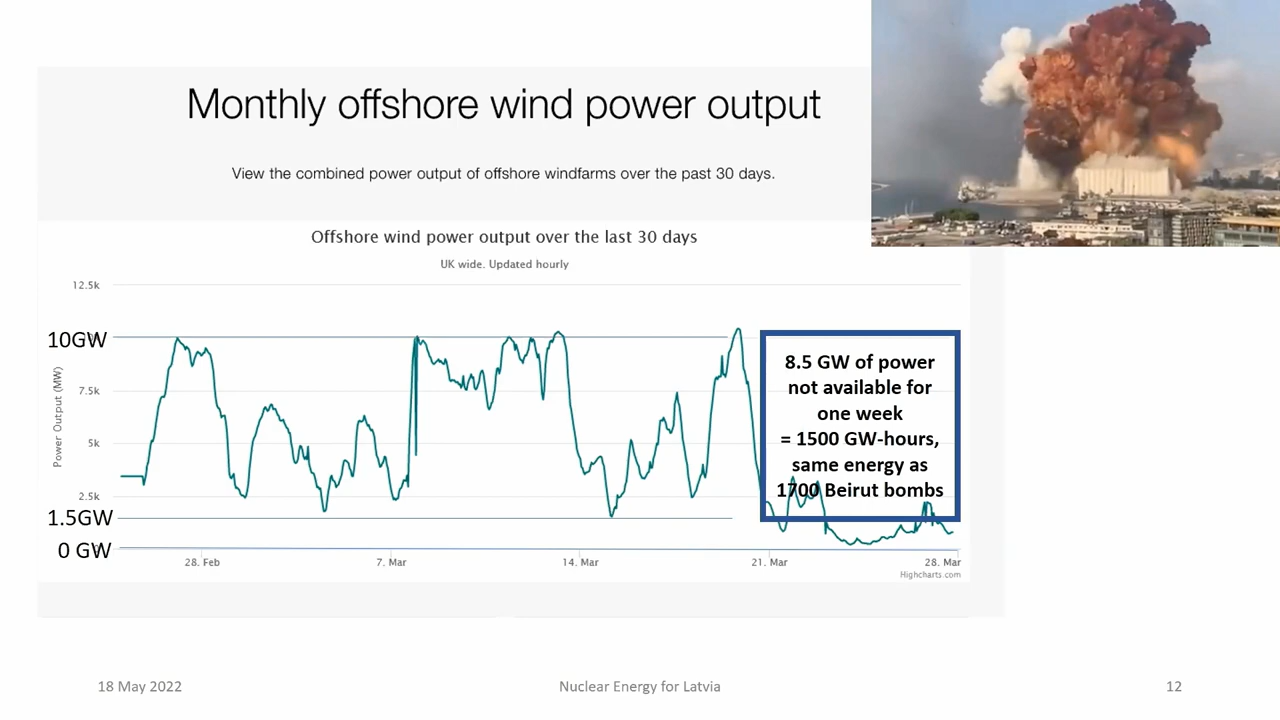 Monthly offshore wind power output
View the combined power output of offshore windfarms over the past 30 days.
Offshore wind power output over the last 30 days
UK wide. Updated hourly
Power Output (MW)
12.5k
10GW
7.5k
5k
2.5k
1.5GW
0 GW
28. Feb
7. Mar
14. Mar
21. Mar
28. Mar
Highcharts.com
8.5 GW of power
not available for
one week
= 1500 GW-hours,
same energy as
1700 Beirut bombs
18 May 2022
Nuclear Energy for Latvia
12